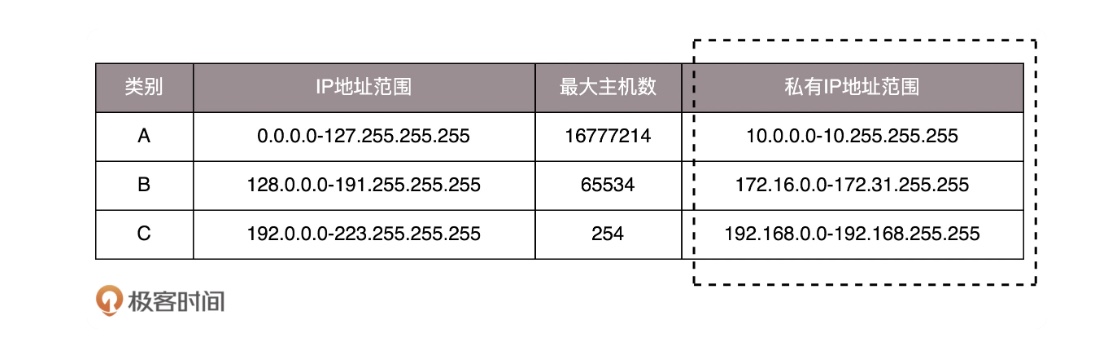 类别 IP地址范围 最大主机数 私有IP地址范围
A 0.0.0.0-127.255.255.255 16777214 10.0.0.0-10.255.255.255
B 128.0.0.0-191.255.255.255 65534 172.16.0.0-172.31.255.255
C 192.0.0.0-223.255.255.255 254 192.168.0.0-192.168.255.255
极客时间